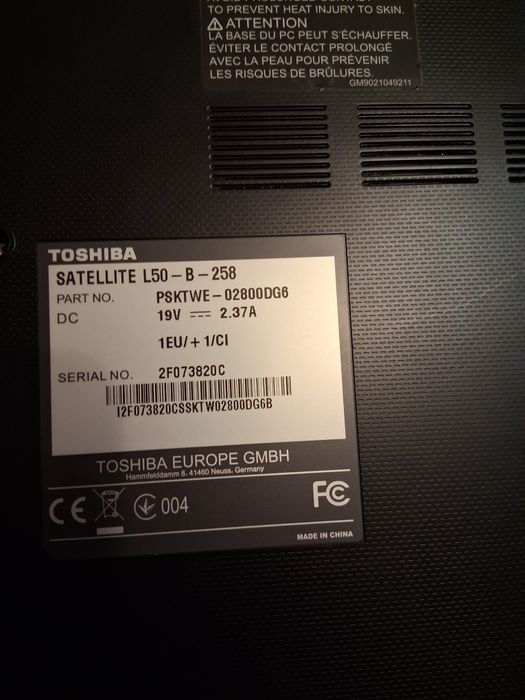 TO PREVENT HEAT INJURY TO SKIN.
⚠ ATTENTION
LA BASE DU PC PEUT S'ÉCHAUFFER.
ÉVITER LE CONTACT PROLONGÉ
AVEC LA PEAU POUR PRÉVENIR
LES RISQUES DE BRÛLURES.
GM9021049211
TOSHIBA
SATELLITE L50-B-258
PART NO. PSKTWE-02800DG6
DC 19V ⎓ 2.37A
1EU/+ 1/CI
SERIAL NO. 2F073820C
I2F073820CSSKTW02800DG6B
TOSHIBA EUROPE GMBH
Hammfelddamm 8. 41460 Neuss. Germany
CE 004 FC
MADE IN CHINA